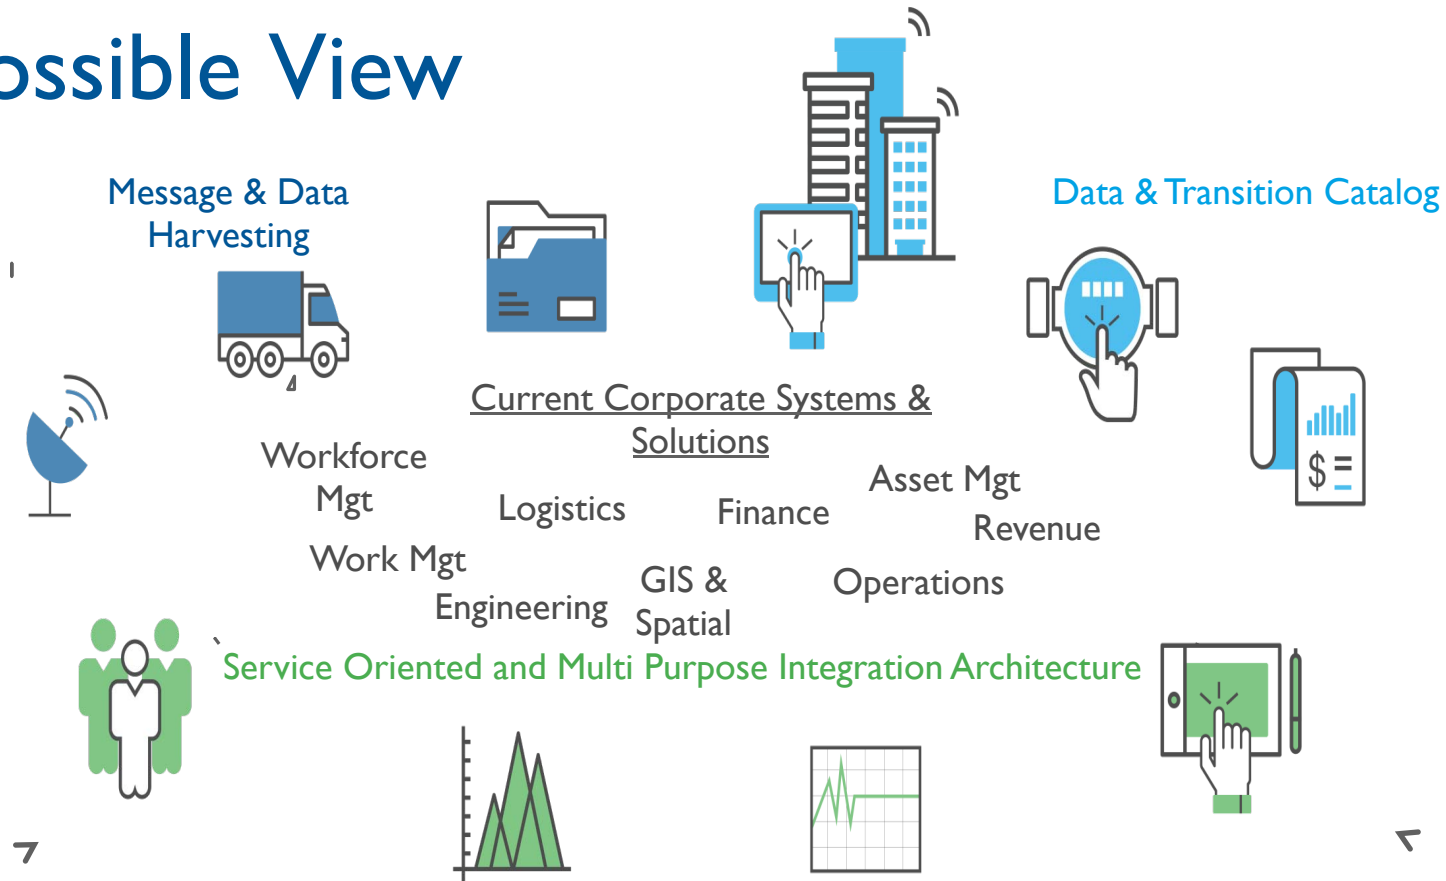 ossible View
Message & Data
Harvesting
Data & Transition Catalog
Current Corporate Systems &
Solutions
Workforce
Mgt
Logistics
Finance
Asset Mgt
Revenue
Work Mgt
Engineering
GIS &
Spatial
Operations
Service Oriented and Multi Purpose Integration Architecture
$